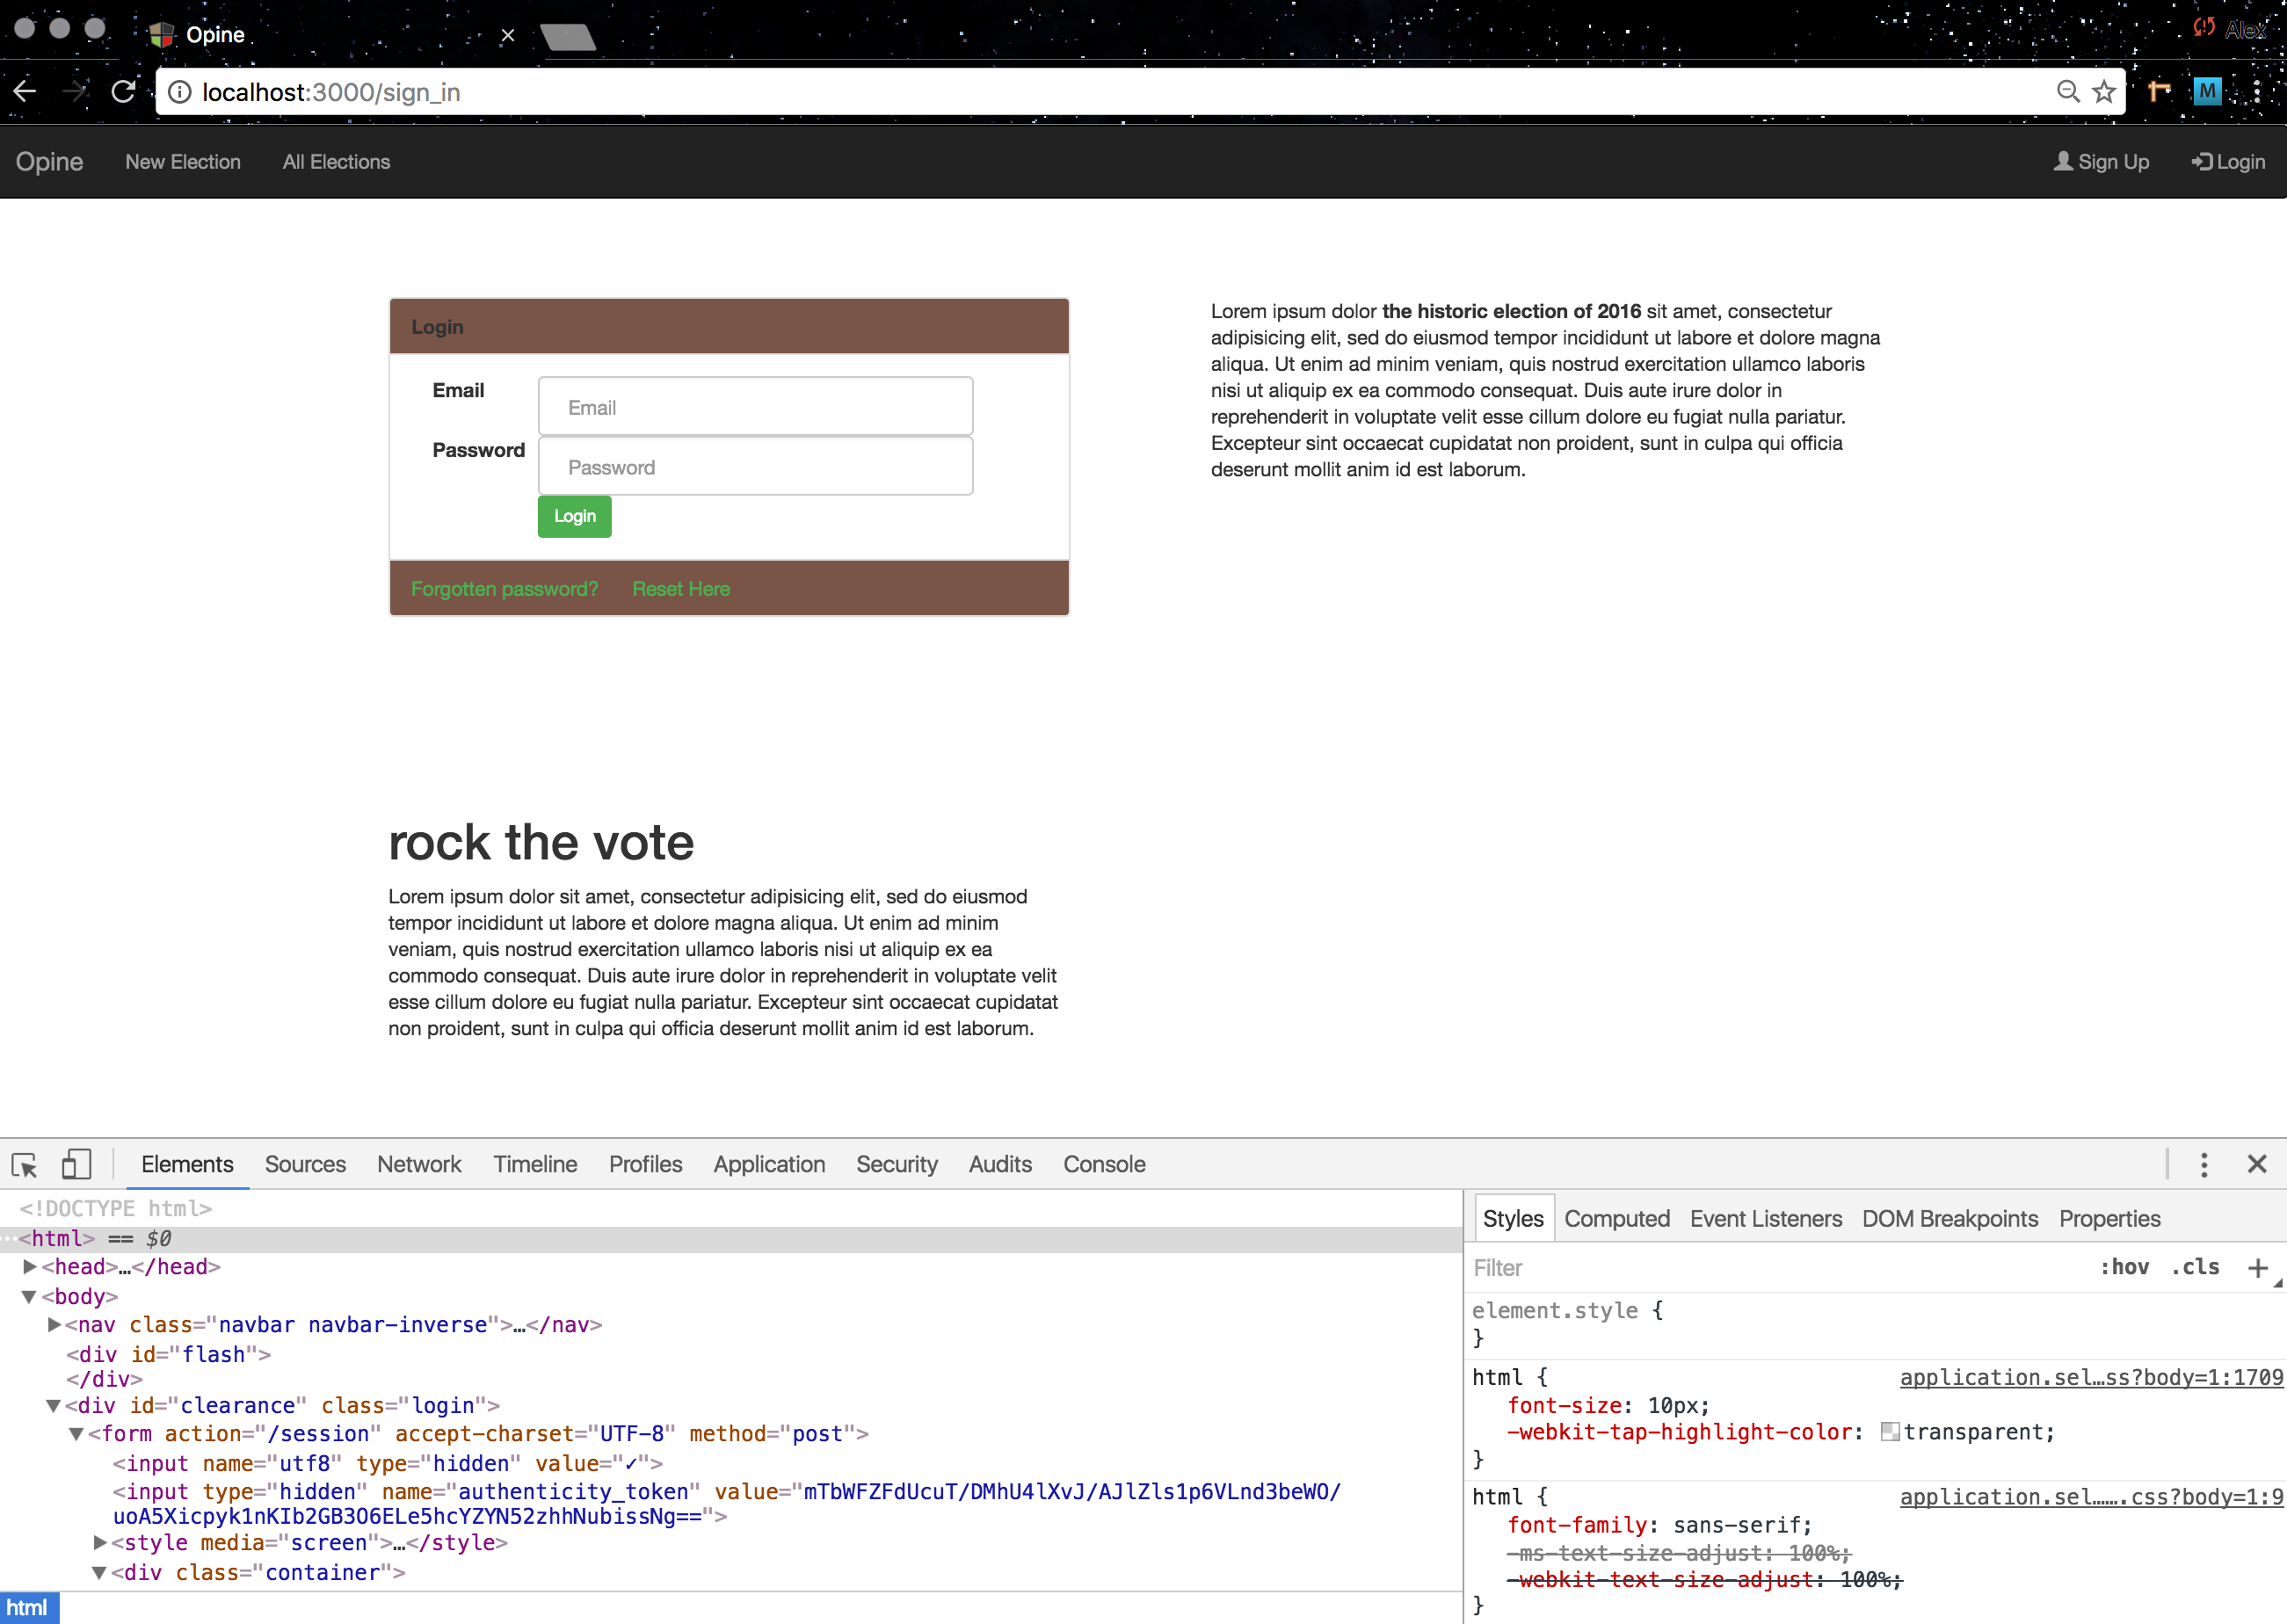 Opine
Alex
localhost:3000/sign_in
M
Opine New Election All Elections Sign Up Login
Login
Email Email
Password Password
Login
Forgotten password? Reset Here
Lorem ipsum dolor the historic election of 2016 sit amet, consectetur
adipisicing elit, sed do eiusmod tempor incididunt ut labore et dolore magna
aliqua. Ut enim ad minim veniam, quis nostrud exercitation ullamco laboris
nisi ut aliquip ex ea commodo consequat. Duis aute irure dolor in
reprehenderit in voluptate velit esse cillum dolore eu fugiat nulla pariatur.
Excepteur sint occaecat cupidatat non proident, sunt in culpa qui officia
deserunt mollit anim id est laborum.
rock the vote
Lorem ipsum dolor sit amet, consectetur adipisicing elit, sed do eiusmod
tempor incididunt ut labore et dolore magna aliqua. Ut enim ad minim
veniam, quis nostrud exercitation ullamco laboris nisi ut aliquip ex ea
commodo consequat. Duis aute irure dolor in reprehenderit in voluptate velit
esse cillum dolore eu fugiat nulla pariatur. Excepteur sint occaecat cupidatat
non proident, sunt in culpa qui officia deserunt mollit anim id est laborum.
Elements Sources Network Timeline Profiles Application Security Audits Console
<!DOCTYPE html>
…<html> == $0
<head>…</head>
<body>
<nav class="navbar navbar-inverse">…</nav>
<div id="flash">
</div>
<div id="clearance" class="login">
<form action="/session" accept-charset="UTF-8" method="post">
<input name="utf8" type="hidden" value="✓">
<input type="hidden" name="authenticity_token" value="mTbWFZFdUcuT/DMhU4lXvJ/AJlZls1p6VLnd3beWO/
uoA5Xicpyk1nKIb2GB3O6ELe5hcYZYN52zhhNubissNg==">
<style media="screen">…</style>
<div class="container">
html
Styles Computed Event Listeners DOM Breakpoints Properties
Filter :hov .cls +
element.style {
}
html { application.sel…ss?body=1:1709
font-size: 10px;
-webkit-tap-highlight-color: transparent;
}
html { application.sel…….css?body=1:9
font-family: sans-serif;
-ms-text-size-adjust: 100%;
-webkit-text-size-adjust: 100%;
}